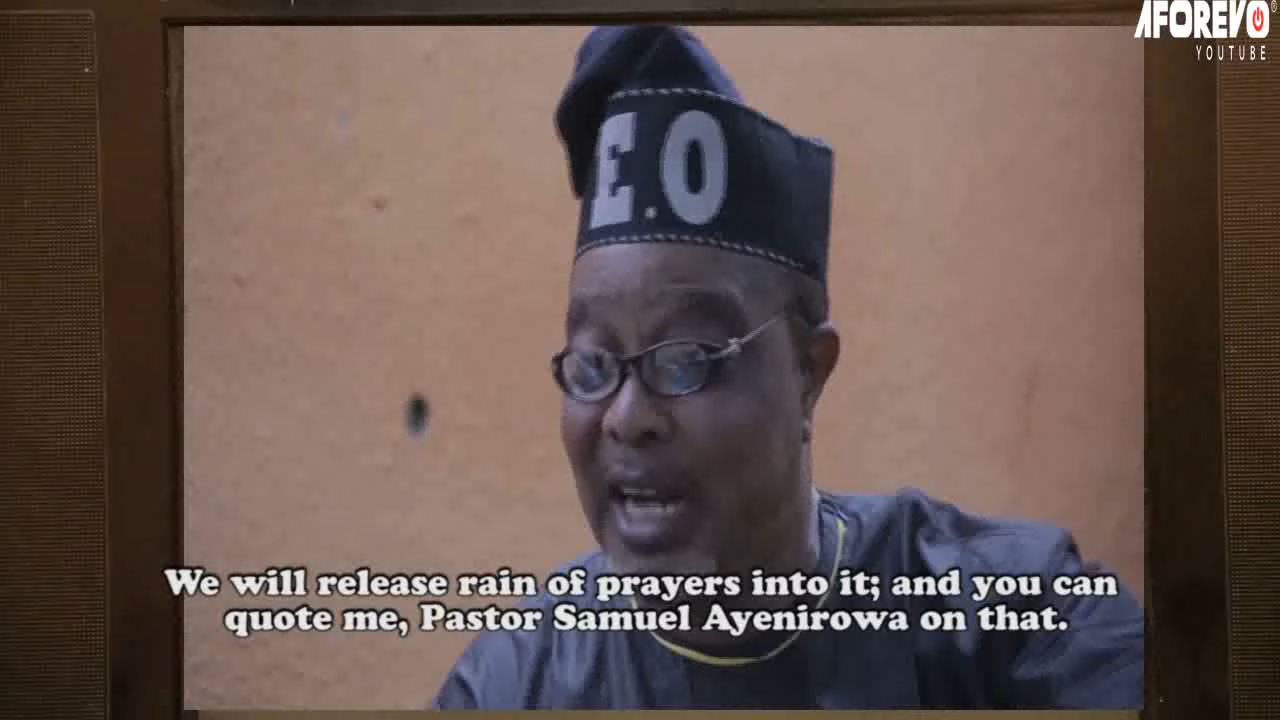 AFOREVO
YOUTUBE
E.O
We will release rain of prayers into it; and you can
quote me, Pastor Samuel Ayenirowa on that.